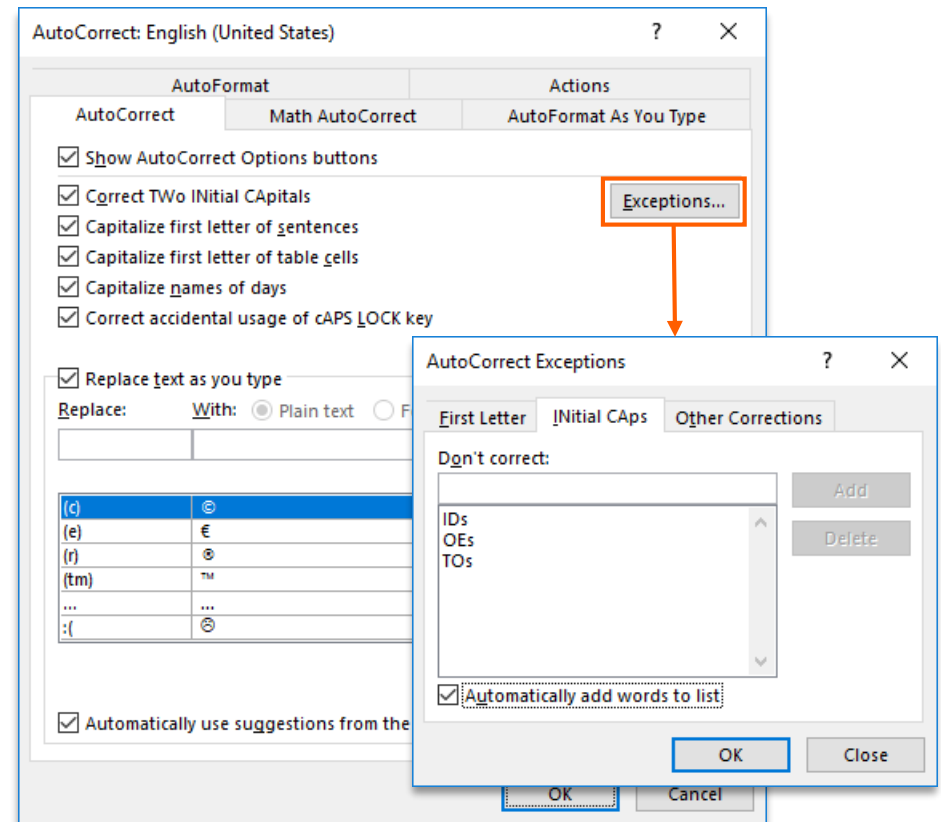 AutoCorrect: English (United States) ? ×
AutoFormat Actions
AutoCorrect Math AutoCorrect AutoFormat As You Type
Show AutoCorrect Options buttons
Correct TWo INitial CApitals Exceptions...
Capitalize first letter of sentences
Capitalize first letter of table cells
Capitalize names of days
Correct accidental usage of cAPS LOCK key
Replace text as you type
Replace: With: Plain text F
(c) ©
(e) €
(r) ®
(tm) ™
... ...
:( ☹
Automatically use suggestions from the
OK Cancel
AutoCorrect Exceptions ? ×
First Letter INitial CAps Other Corrections
Don't correct:
Add
IDs
OEs
TOs
Delete
Automatically add words to list
OK Close